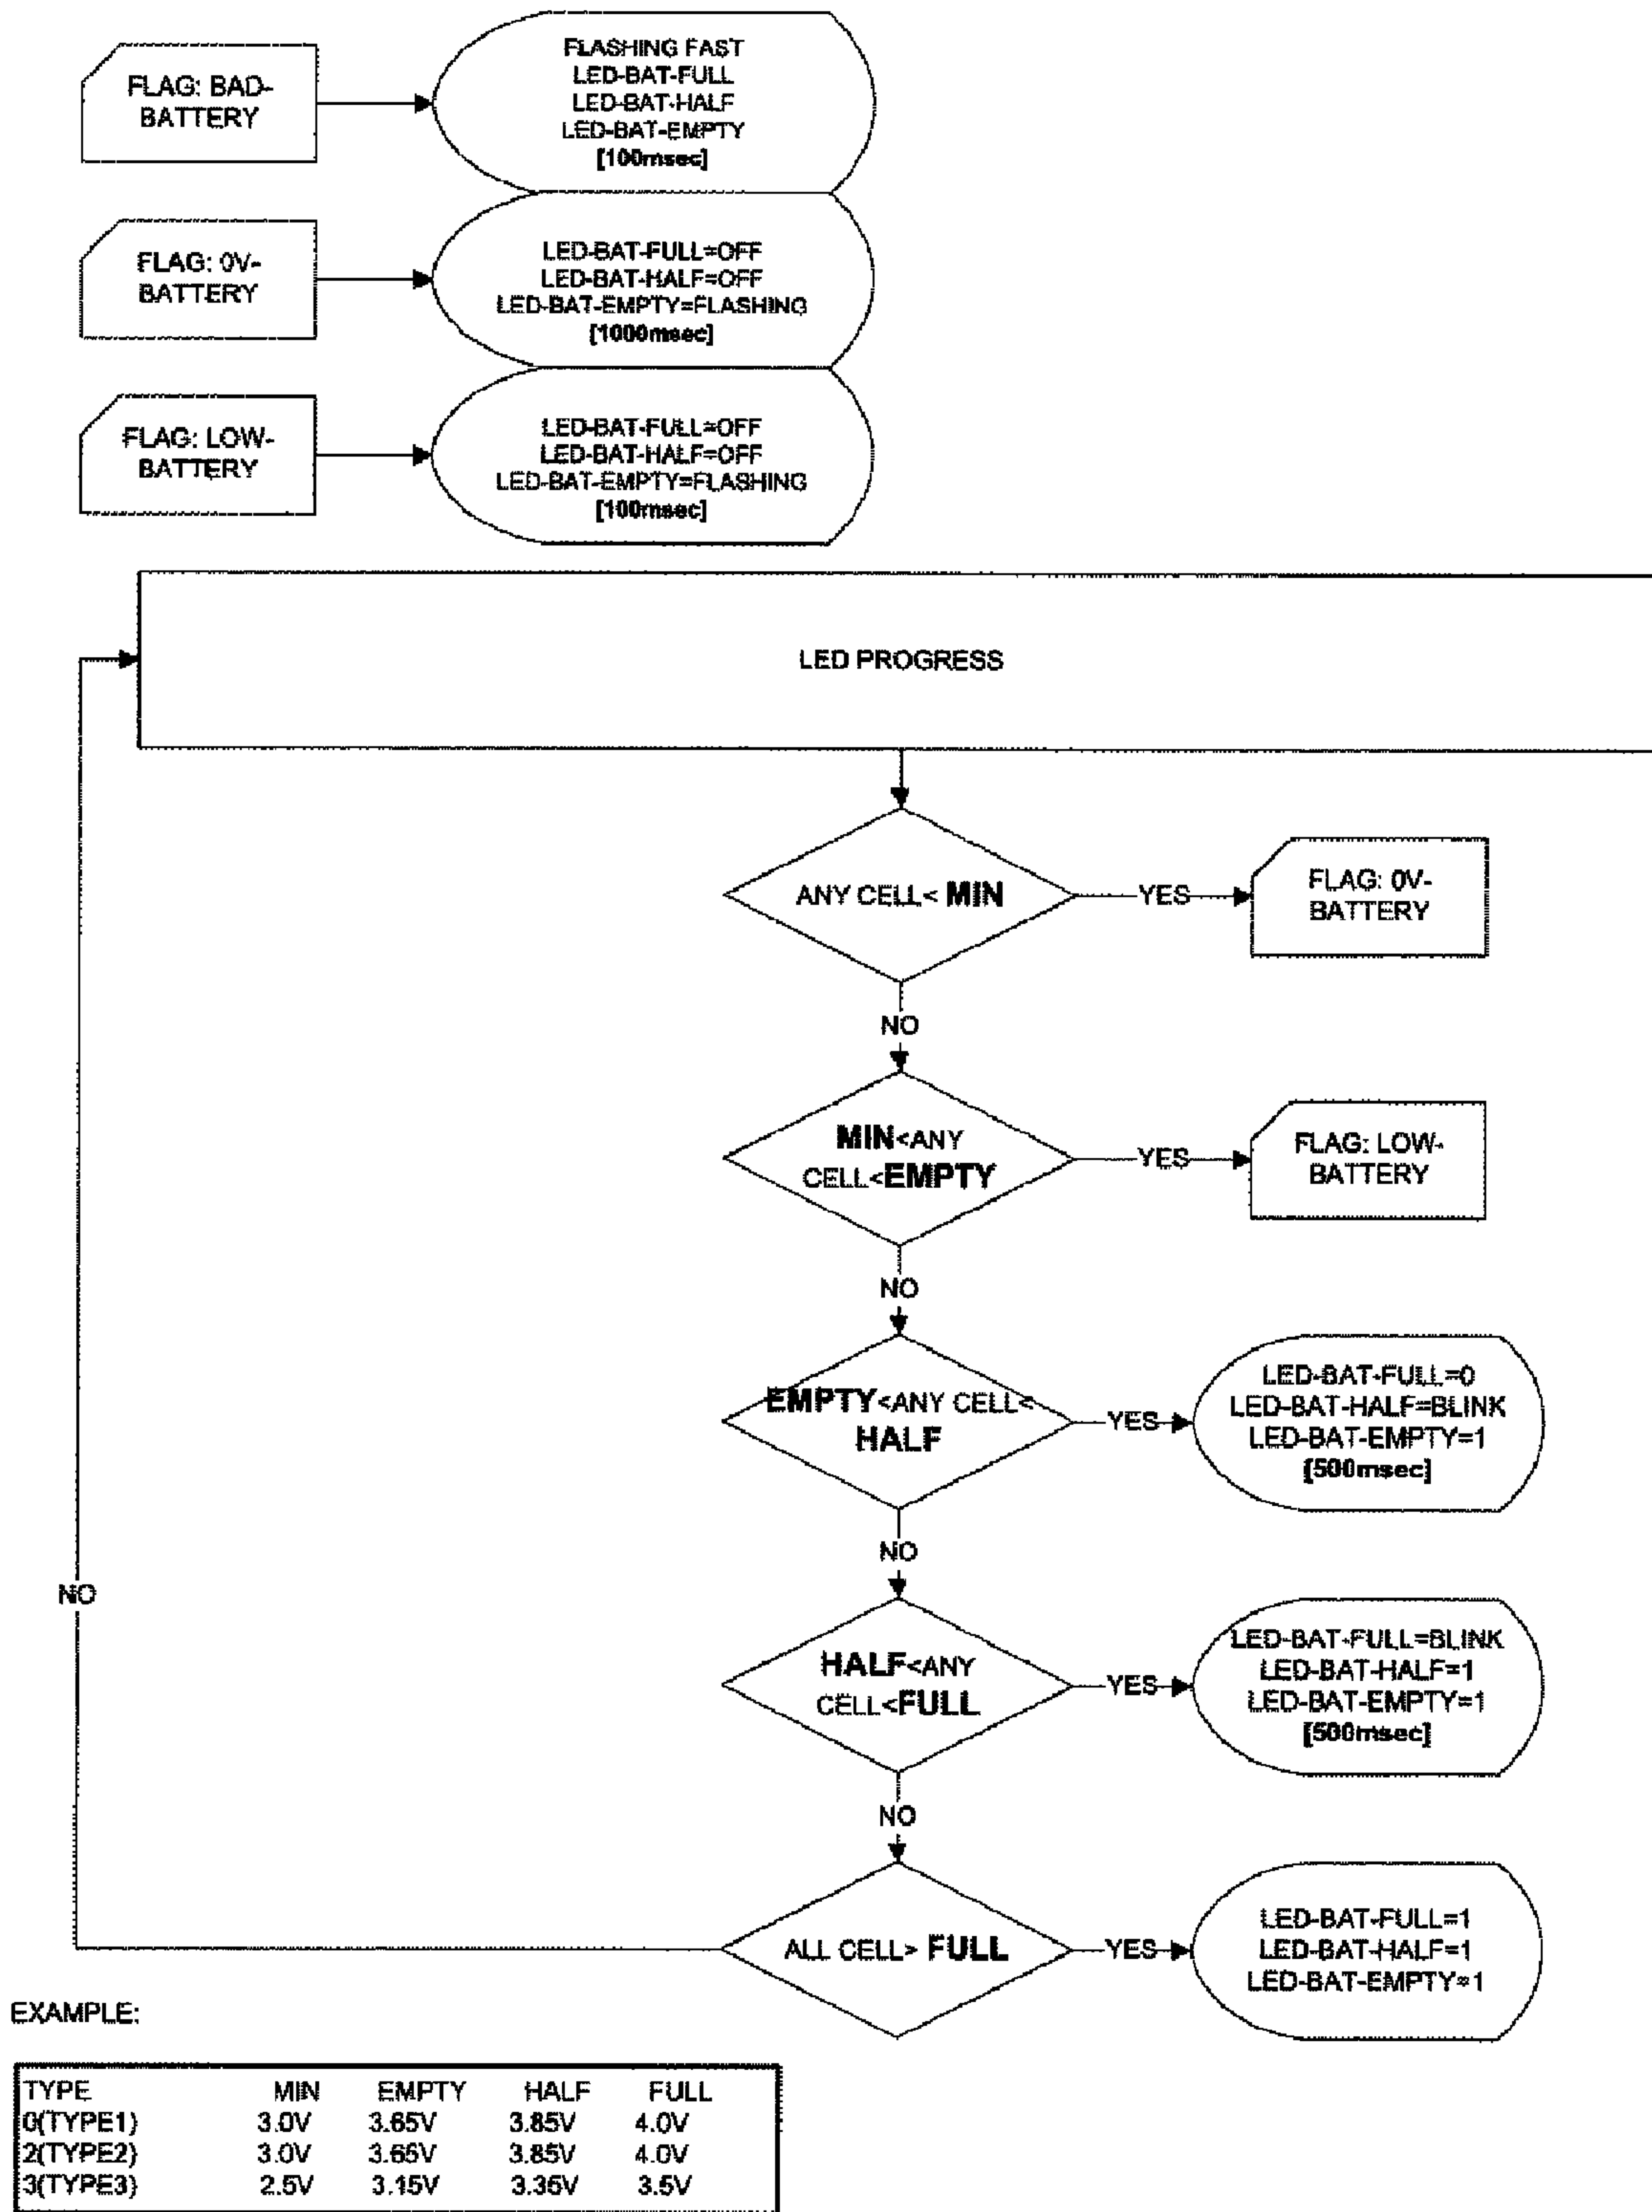 FLAG: BAD-
BATTERY
FLASHING FAST
LED-BAT-FULL
LED-BAT-HALF
LED-BAT-EMPTY
[100msec]
FLAG: 0V-
BATTERY
LED-BAT-FULL=OFF
LED-BAT-HALF=OFF
LED-BAT-EMPTY=FLASHING
[1000msec]
FLAG: LOW-
BATTERY
LED-BAT-FULL=OFF
LED-BAT-HALF=OFF
LED-BAT-EMPTY=FLASHING
[100msec]
LED PROGRESS
ANY CELL< MIN
YES
FLAG: 0V-
BATTERY
NO
MIN<ANY
CELL<EMPTY
YES
FLAG: LOW-
BATTERY
NO
EMPTY<ANY CELL<
HALF
YES
LED-BAT-FULL=0
LED-BAT-HALF=BLINK
LED-BAT-EMPTY=1
[500msec]
NO
NO
HALF<ANY
CELL<FULL
YES
LED-BAT-FULL=BLINK
LED-BAT-HALF=1
LED-BAT-EMPTY=1
[500msec]
NO
ALL CELL> FULL
YES
LED-BAT-FULL=1
LED-BAT-HALF=1
LED-BAT-EMPTY=1
EXAMPLE:
TYPE MIN EMPTY HALF FULL
0(TYPE1) 3.0V 3.65V 3.85V 4.0V
2(TYPE2) 3.0V 3.65V 3.85V 4.0V
3(TYPE3) 2.5V 3.15V 3.35V 3.5V